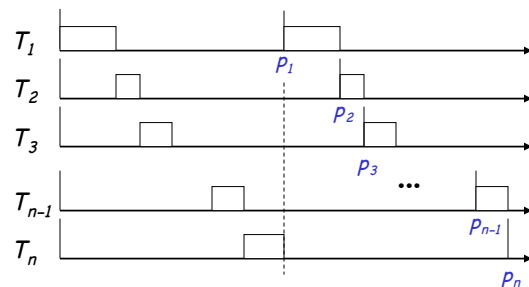 T₁
p₁
T₂
p₂
T₃
p₃
...
Tₙ₋₁
pₙ₋₁
Tₙ
pₙ